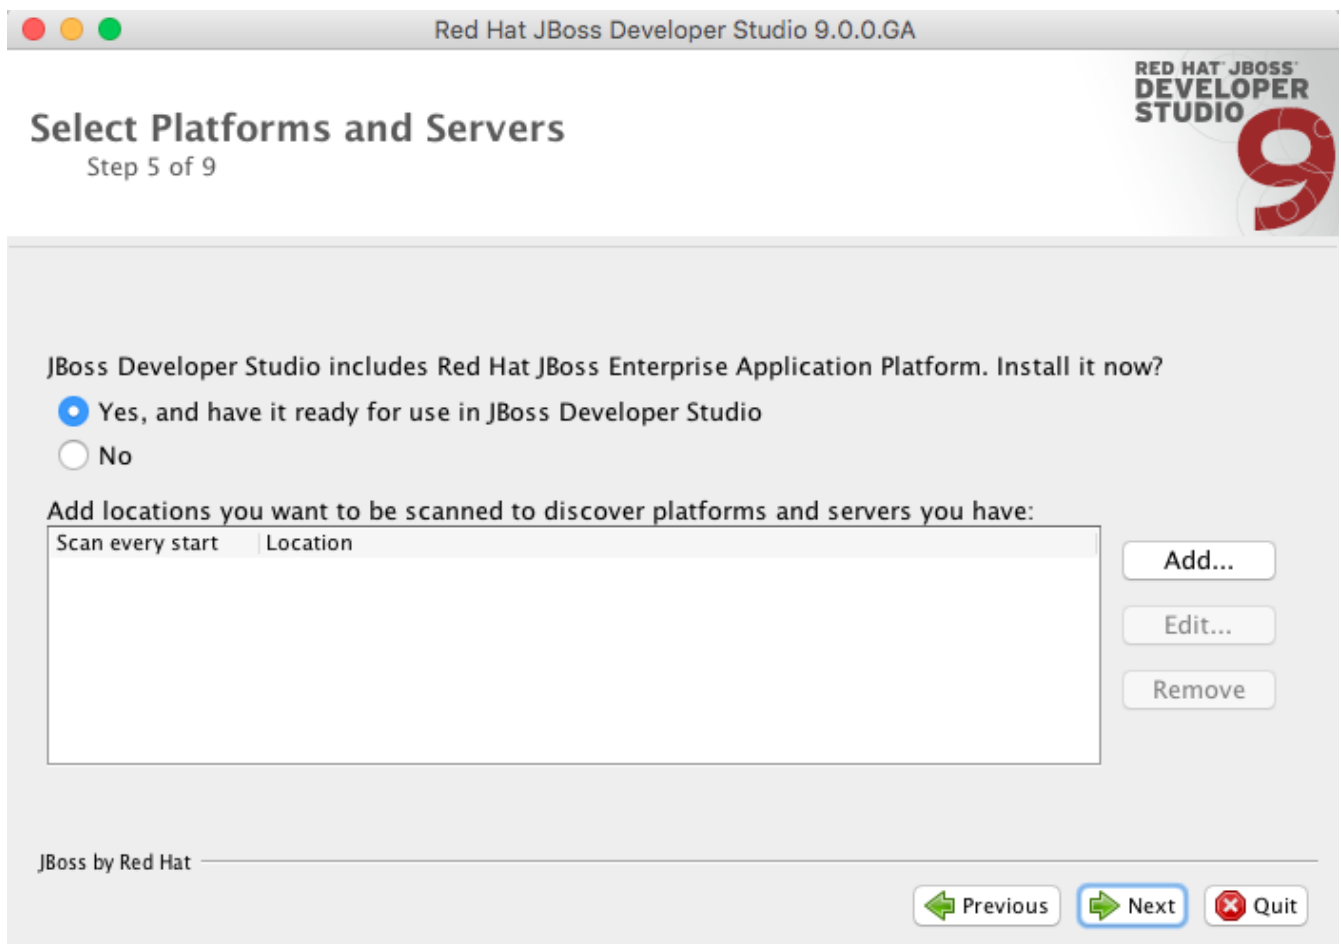 Red Hat JBoss Developer Studio 9.0.0.GA
RED HAT® JBOSS®
DEVELOPER
STUDIO
9
Select Platforms and Servers
Step 5 of 9
JBoss Developer Studio includes Red Hat JBoss Enterprise Application Platform. Install it now?
Yes, and have it ready for use in JBoss Developer Studio
No
Add locations you want to be scanned to discover platforms and servers you have:
Scan every start Location
Add...
Edit...
Remove
JBoss by Red Hat
Previous Next Quit